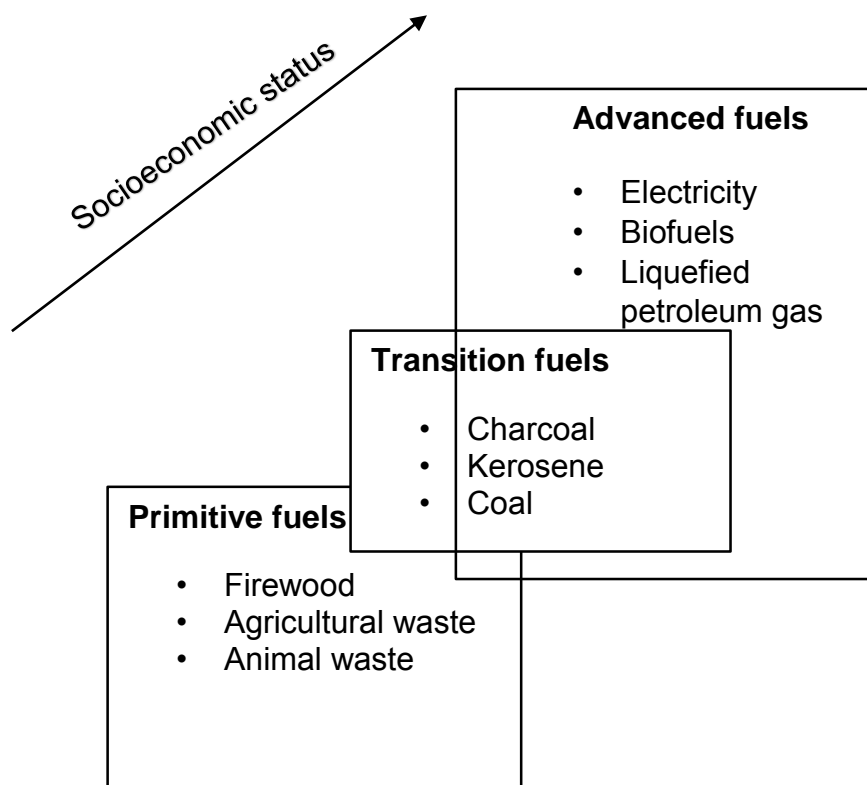 Socioeconomic status
Advanced fuels
• Electricity
• Biofuels
• Liquefied
petroleum gas
Transition fuels
• Charcoal
• Kerosene
• Coal
Primitive fuels
• Firewood
• Agricultural waste
• Animal waste